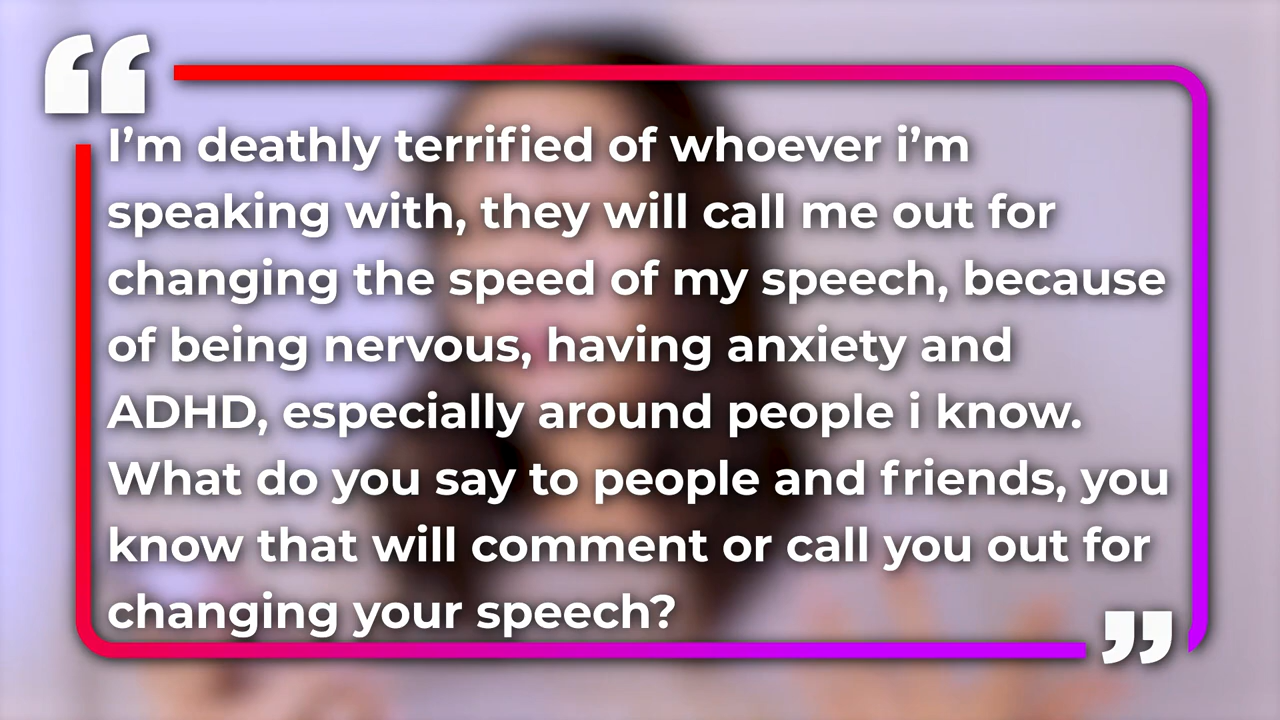 “
I’m deathly terrified of whoever i’m
speaking with, they will call me out for
changing the speed of my speech, because
of being nervous, having anxiety and
ADHD, especially around people i know.
What do you say to people and friends, you
know that will comment or call you out for
changing your speech?
”